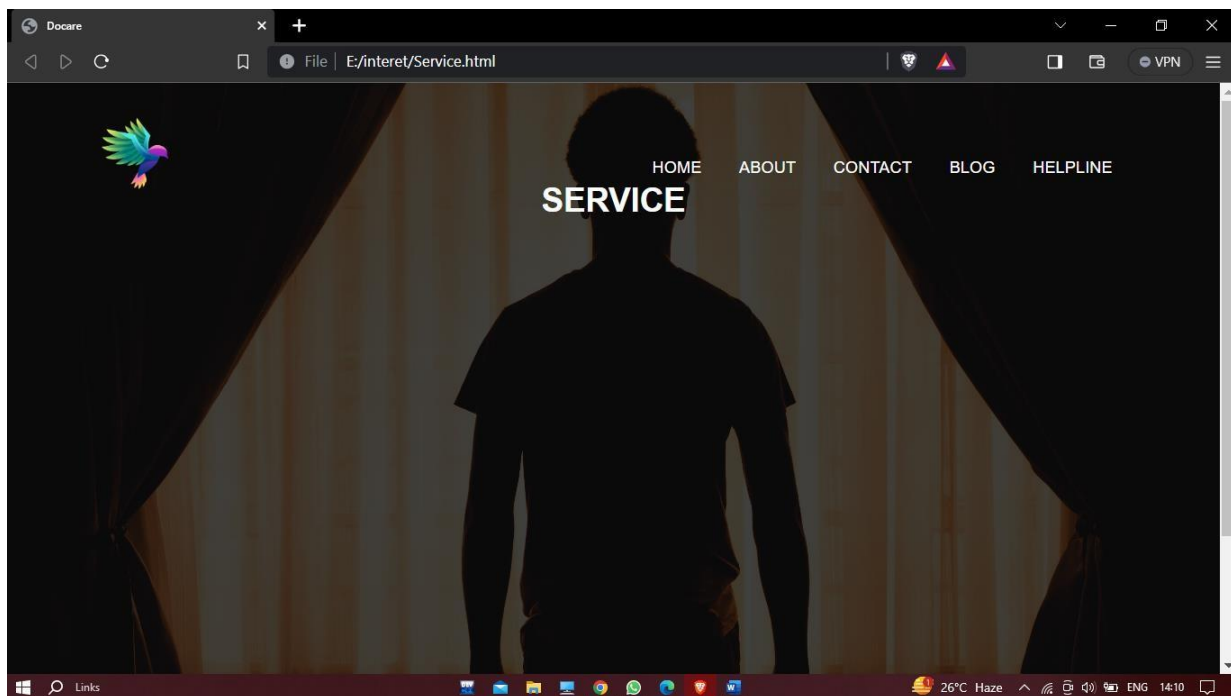 Docare
File E:/interet/Service.html
VPN
HOME ABOUT CONTACT BLOG HELPLINE
SERVICE
Links
26°C Haze ENG 14:10